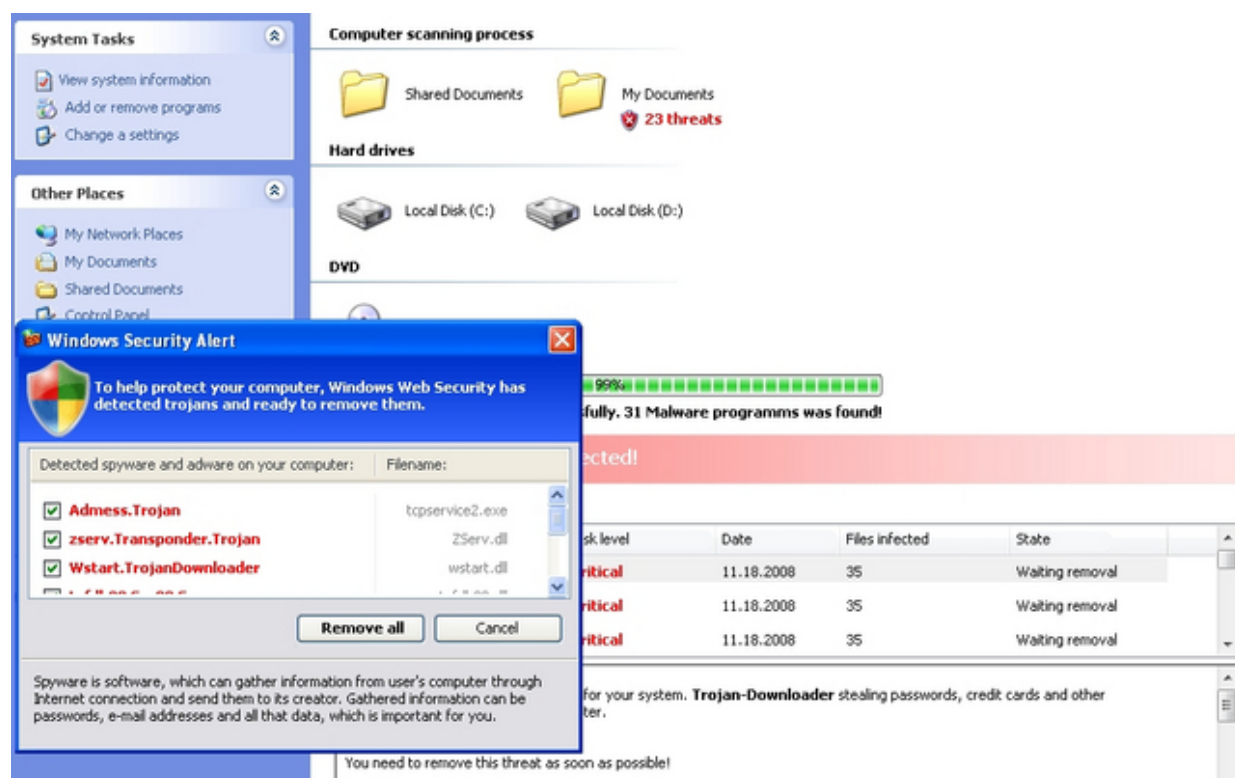 System Tasks
View system information
Add or remove programs
Change a settings
Other Places
My Network Places
My Documents
Shared Documents
Control Panel
Computer scanning process
Shared Documents
My Documents
23 threats
Hard drives
Local Disk (C:)
Local Disk (D:)
DVD
99%
31 Malware programms was found!
Windows Security Alert
To help protect your computer, Windows Web Security has
detected trojans and ready to remove them.
Detected spyware and adware on your computer: Filename:
Admess.Trojan tcpservice2.exe
zserv.Transponder.Trojan ZServ.dll
Wstart.TrojanDownloader wstart.dll
Remove all Cancel
Spyware is software, which can gather information from user's computer through
Internet connection and send them to its creator. Gathered information can be
passwords, e-mail addresses and all that data, which is important for you.
level Date Files infected State
11.18.2008 35 Waiting removal
11.18.2008 35 Waiting removal
11.18.2008 35 Waiting removal
for your system. Trojan-Downloader stealing passwords, credit cards and other
You need to remove this threat as soon as possible!